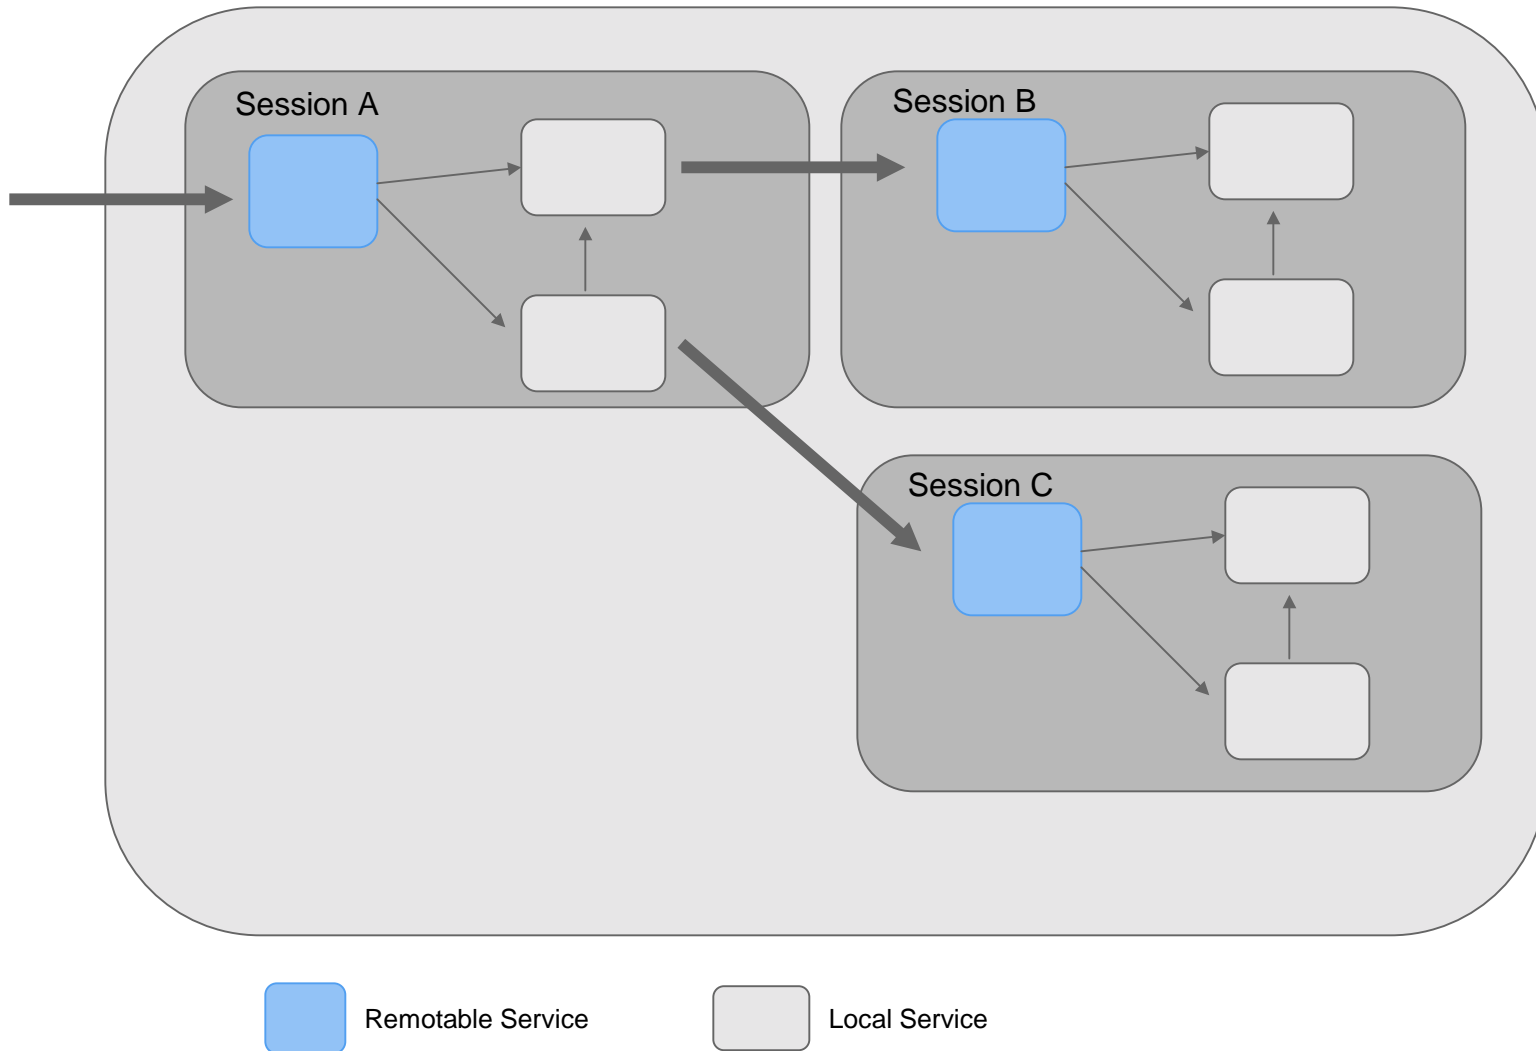 Session A
Session B
Session C
Remotable Service
Local Service